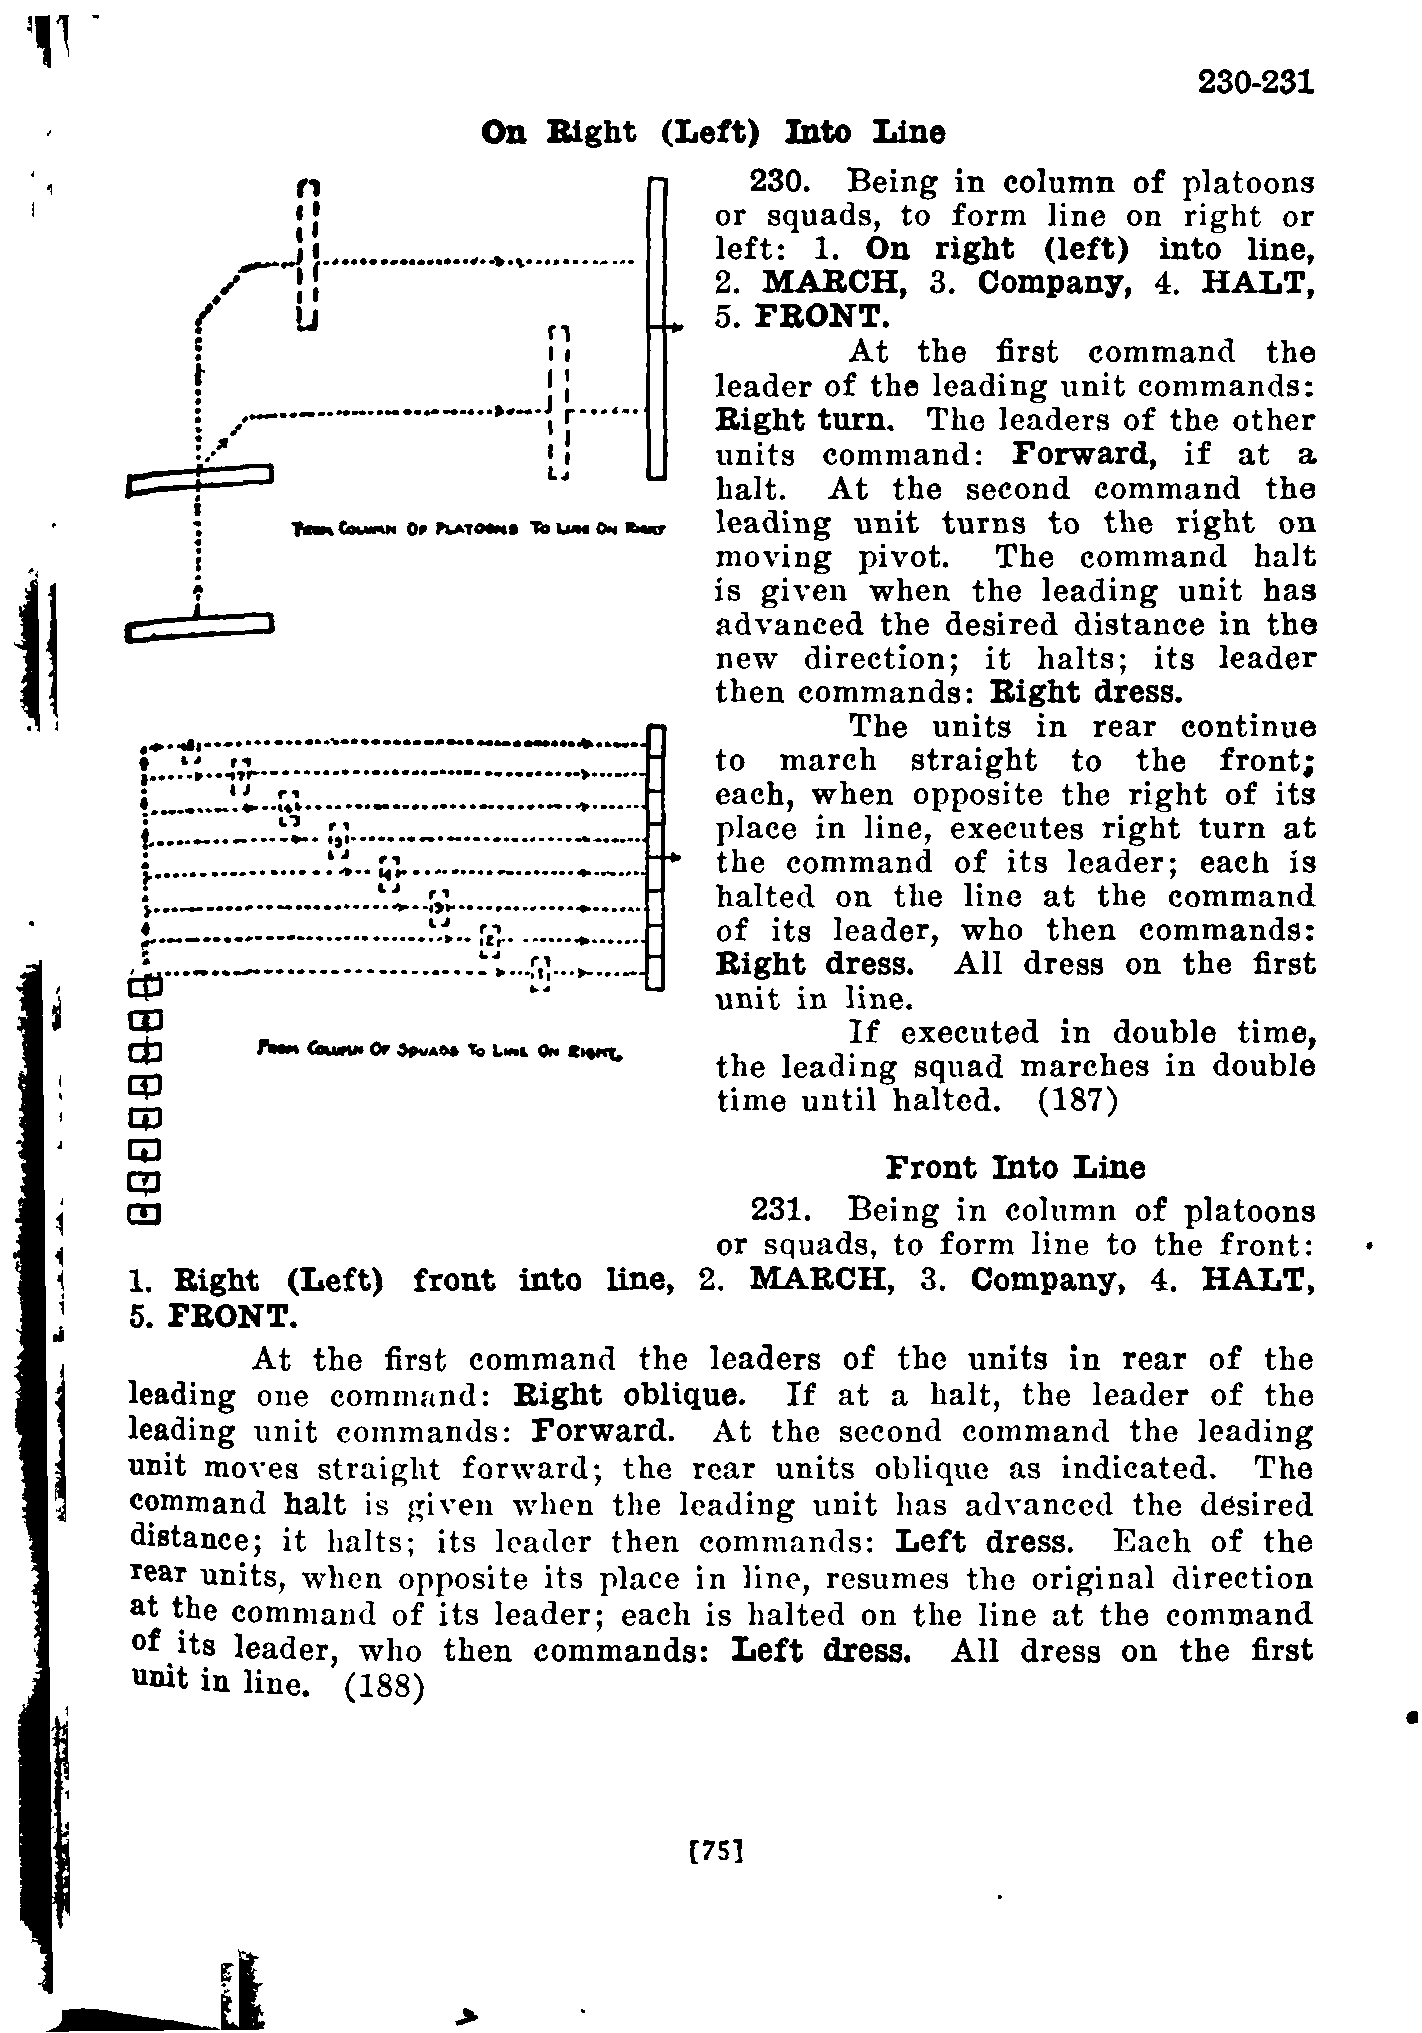 230-231
On Right (Left) Into Line
230. Being in column of platoons
or squads, to form line on right or
left: 1. On right (left) into line,
2. MARCH, 3. Company, 4. HALT,
5. FRONT.
At the first command the
leader of the leading unit commands:
Right turn. The leaders of the other
units command: Forward, if at a
halt. At the second command the
leading unit turns to the right on
moving pivot. The command halt
is given when the leading unit has
advanced the desired distance in the
new direction; it halts; its leader
then commands: Right dress.
The units in rear continue
to march straight to the front;
each, when opposite the right of its
place in line, executes right turn at
the command of its leader; each is
halted on the line at the command
of its leader, who then commands:
Right dress. All dress on the first
unit in line.
If executed in double time,
the leading squad marches in double
time until halted. (187)
FROM COLUMN OF PLATOONS TO LINE ON RIGHT
FROM COLUMN OF SQUADS TO LINE ON RIGHT.
Front Into Line
231. Being in column of platoons
or squads, to form line to the front:
1. Right (Left) front into line, 2. MARCH, 3. Company, 4. HALT,
5. FRONT.
At the first command the leaders of the units in rear of the
leading one command: Right oblique. If at a halt, the leader of the
leading unit commands: Forward. At the second command the leading
unit moves straight forward; the rear units oblique as indicated. The
command halt is given when the leading unit has advanced the desired
distance; it halts; its leader then commands: Left dress. Each of the
rear units, when opposite its place in line, resumes the original direction
at the command of its leader; each is halted on the line at the command
of its leader, who then commands: Left dress. All dress on the first
unit in line. (188)
[75]